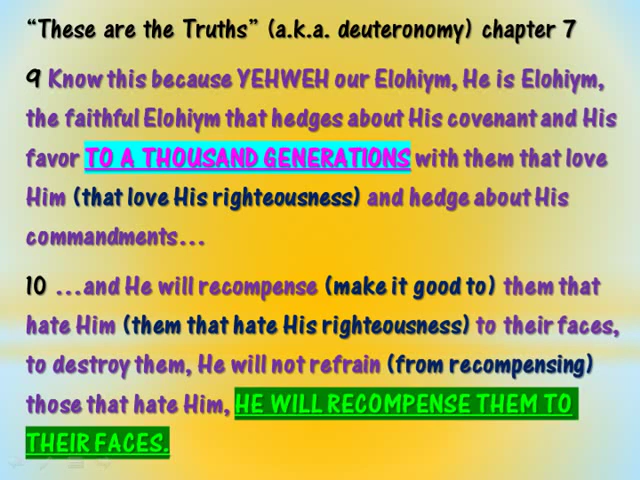 “These are the Truths” (a.k.a. deuteronomy) chapter 7
9 Know this because YEHWEH our Elohiym, He is Elohiym,
the faithful Elohiym that hedges about His covenant and His
favor TO A THOUSAND GENERATIONS with them that love
Him (that love His righteousness) and hedge about His
commandments...
10 ...and He will recompense (make it good to) them that
hate Him (them that hate His righteousness) to their faces,
to destroy them, He will not refrain (from recompensing)
those that hate Him, HE WILL RECOMPENSE THEM TO
THEIR FACES.